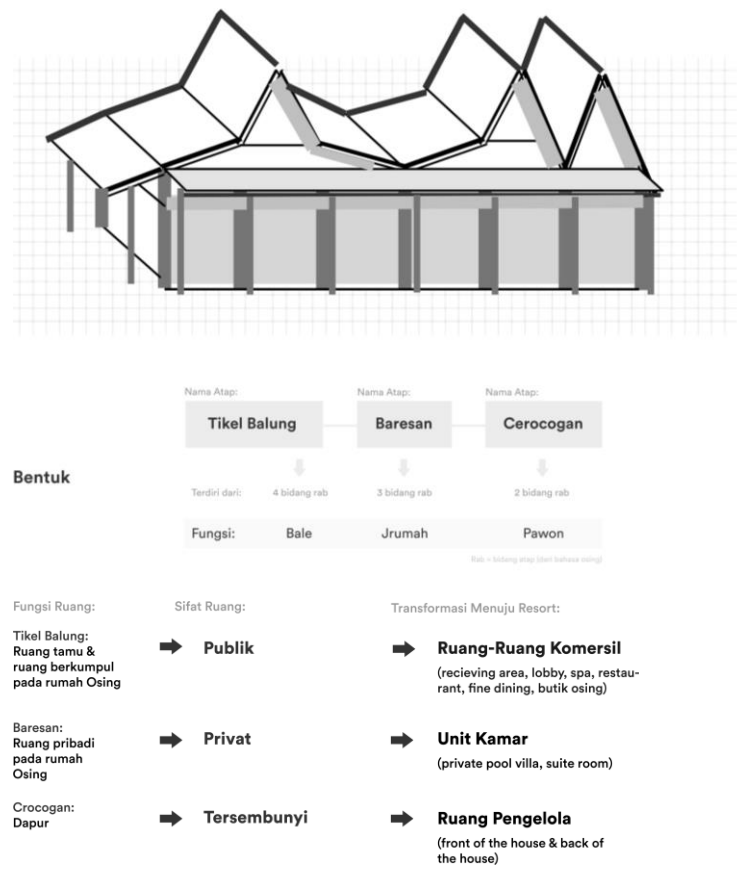 Nama Atap:
Nama Atap:
Nama Atap:
Tikel Balung
Baresan
Cerocogan
Bentuk
Terdiri dari:
4 bidang rab
3 bidang rab
2 bidang rab
Fungsi:
Bale
Jrumah
Pawon
Rab = bidang atap (dari bahasa osing)
Fungsi Ruang:
Sifat Ruang:
Transformasi Menuju Resort:
Tikel Balung:
Ruang tamu &
ruang berkumpul
pada rumah Osing
Publik
Ruang-Ruang Komersil
(recieving area, lobby, spa, restau-
rant, fine dining, butik osing)
Baresan:
Ruang pribadi
pada rumah
Osing
Privat
Unit Kamar
(private pool villa, suite room)
Crocogan:
Dapur
Tersembunyi
Ruang Pengelola
(front of the house & back of
the house)